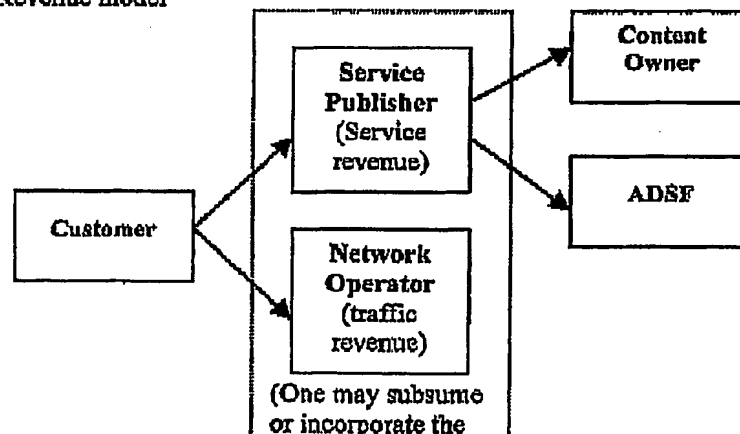 Revenue model
Service
Publisher
(Service
revenue)
Content
Owner
ADSF
Customer
Network
Operator
(traffic
revenue)
(One may subsume
or incorporate the